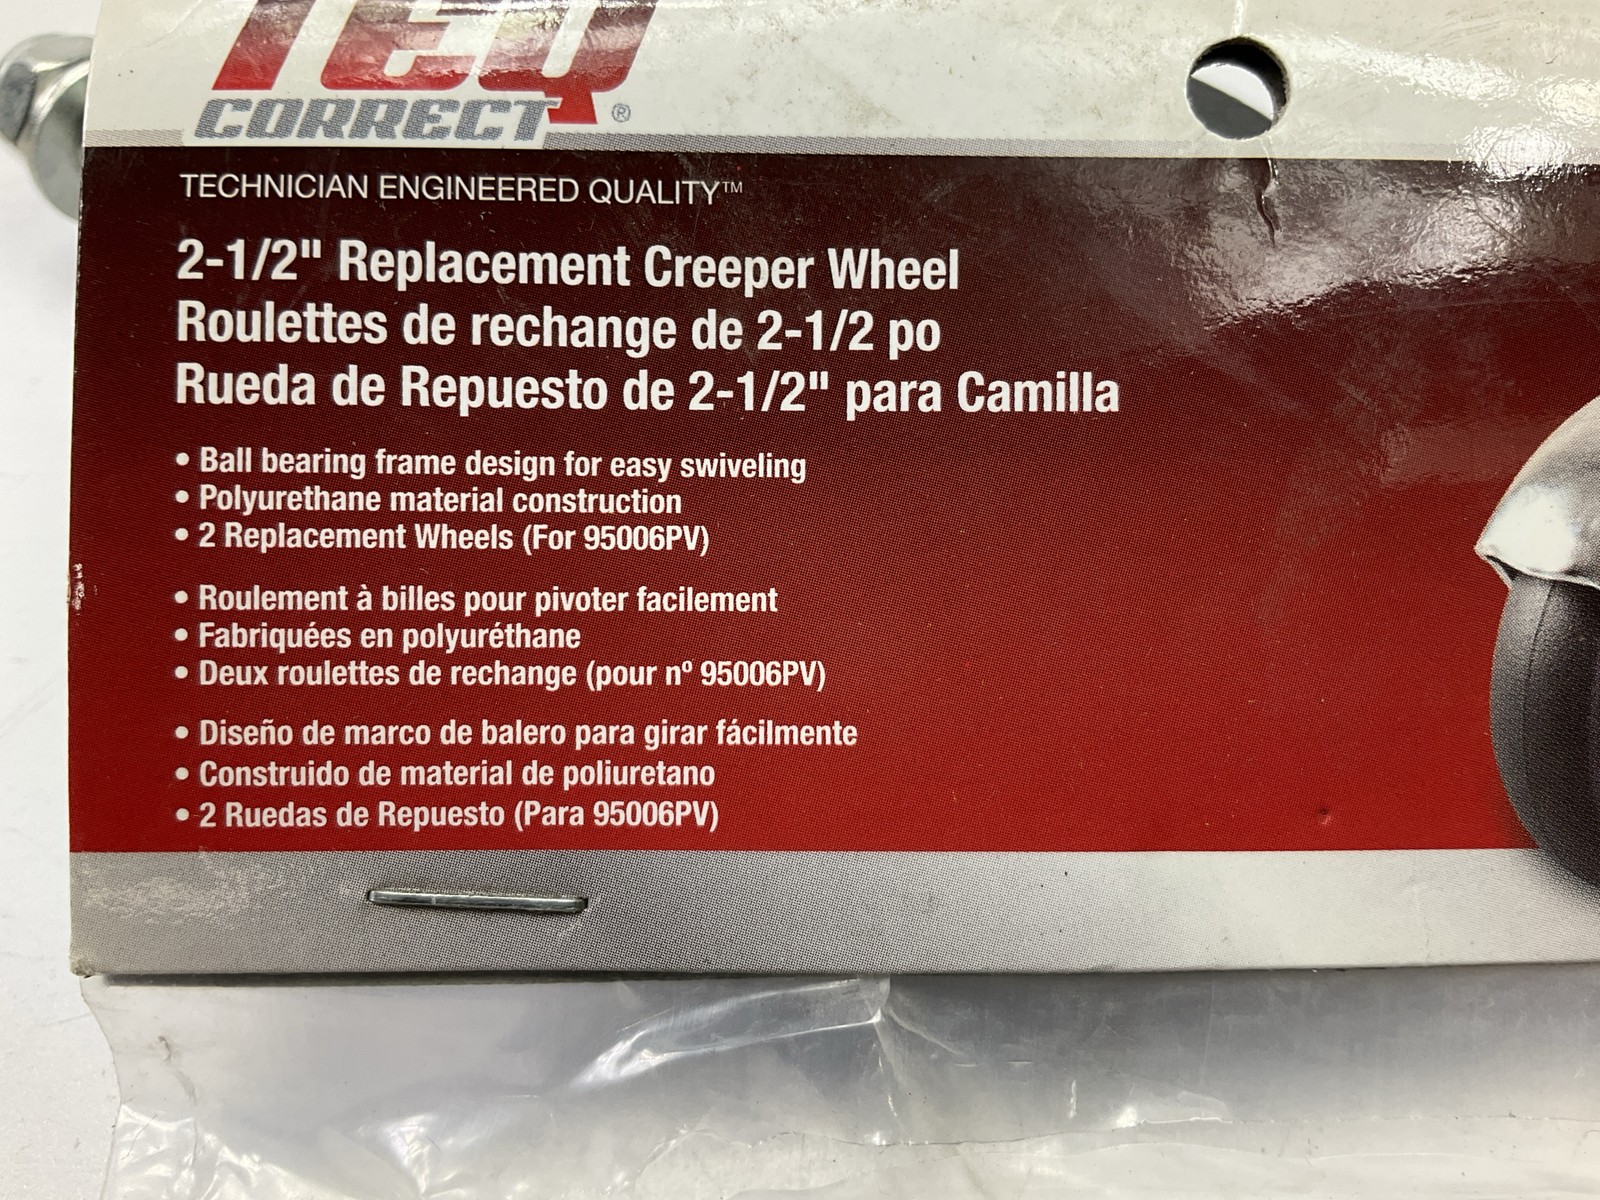 TEQ
CORRECT®
TECHNICIAN ENGINEERED QUALITY™
2-1/2" Replacement Creeper Wheel
Roulettes de rechange de 2-1/2 po
Rueda de Repuesto de 2-1/2" para Camilla
• Ball bearing frame design for easy swiveling
• Polyurethane material construction
• 2 Replacement Wheels (For 95006PV)
• Roulement à billes pour pivoter facilement
• Fabriquées en polyuréthane
• Deux roulettes de rechange (pour nº 95006PV)
• Diseño de marco de balero para girar fácilmente
• Construido de material de poliuretano
• 2 Ruedas de Repuesto (Para 95006PV)